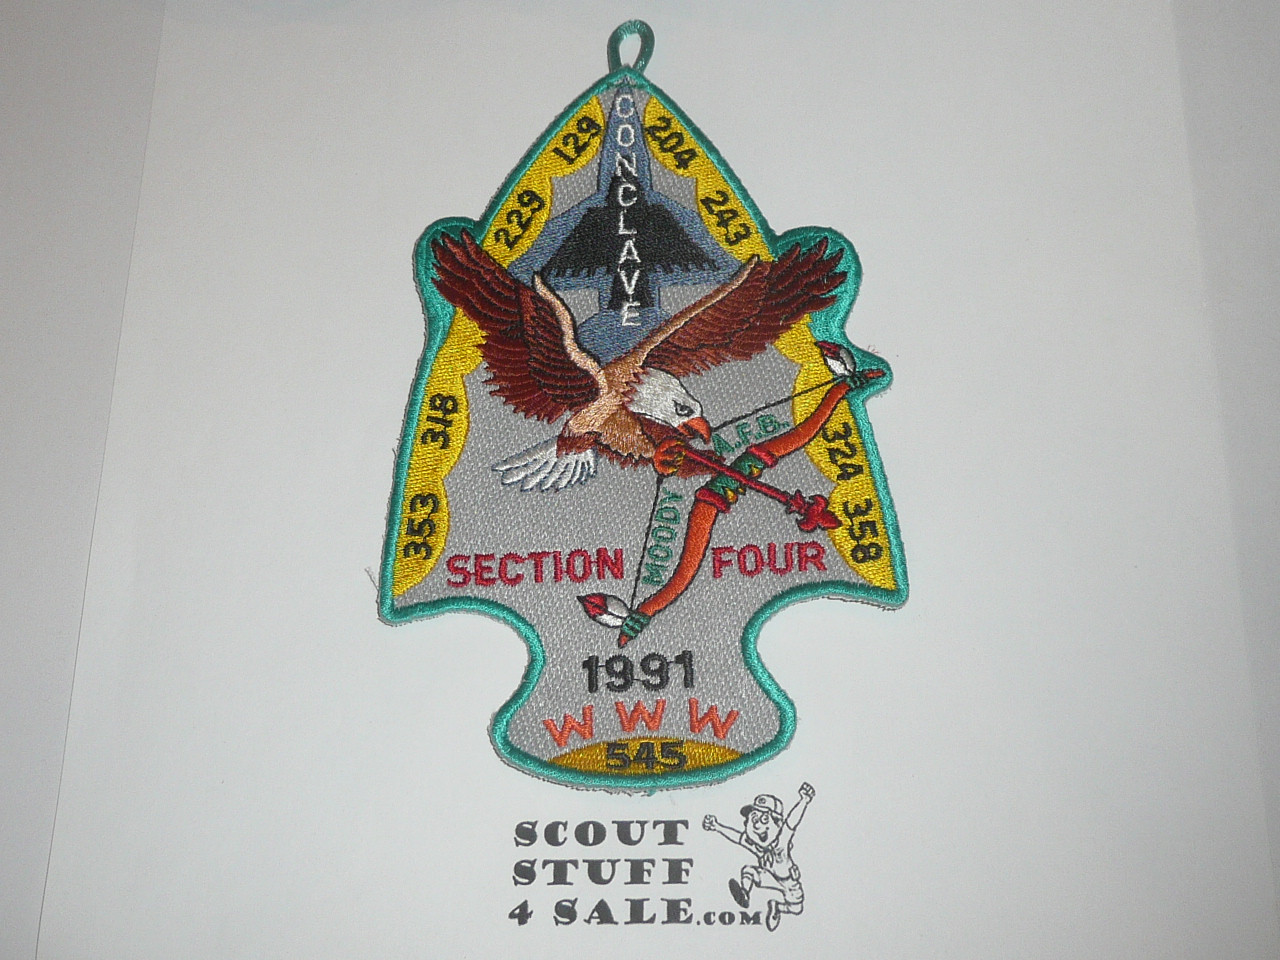 CONCLAVE
129
204
229
243
318
324
353
358
A.F.B.
MOODY
SECTION FOUR
1991
W W W
545
SCOUT
STUFF
4 SALE.COM